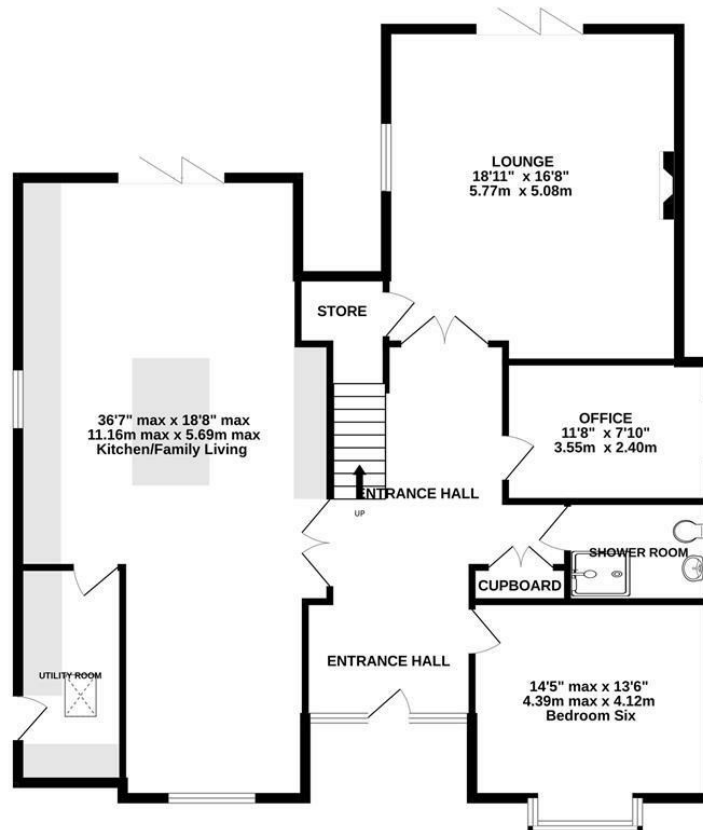 LOUNGE
18'11" x 16'8"
5.77m x 5.08m
STORE
36'7" max x 18'8" max
11.16m max x 5.69m max
Kitchen/Family Living
OFFICE
11'8" x 7'10"
3.55m x 2.40m
ENTRANCE HALL
UP
SHOWER ROOM
CUPBOARD
ENTRANCE HALL
UTILITY ROOM
14'5" max x 13'6"
4.39m max x 4.12m
Bedroom Six